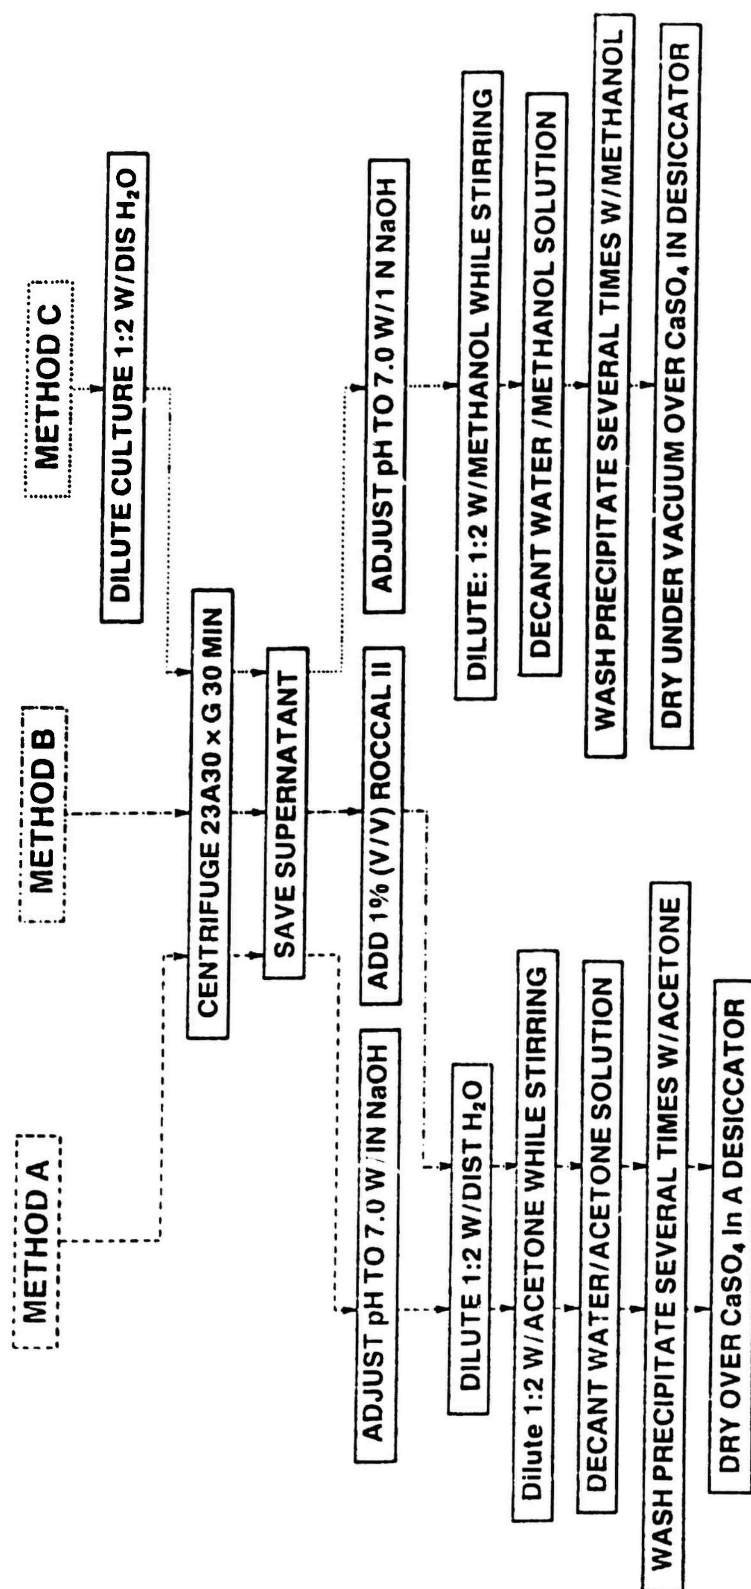 METHOD A
METHOD B
METHOD C
DILUTE CULTURE 1:2 W/DIS H₂O
CENTRIFUGE 23A30 × G 30 MIN
SAVE SUPERNATANT
ADJUST pH TO 7.0 W/IN NaOH
ADD 1% (V/V) ROCCAL II
ADJUST pH TO 7.0 W/1 N NaOH
DILUTE 1:2 W/DIST H₂O
Dilute 1:2 W/ACETONE WHILE STIRRING
DECANT WATER/ACETONE SOLUTION
WASH PRECIPITATE SEVERAL TIMES W/ACETONE
DRY OVER CaSO₄ In A DESICCATOR
DILUTE: 1:2 W/METHANOL WHILE STIRRING
DECANT WATER /METHANOL SOLUTION
WASH PRECIPITATE SEVERAL TIMES W/METHANOL
DRY UNDER VACUUM OVER CaSO₄ IN DESICCATOR